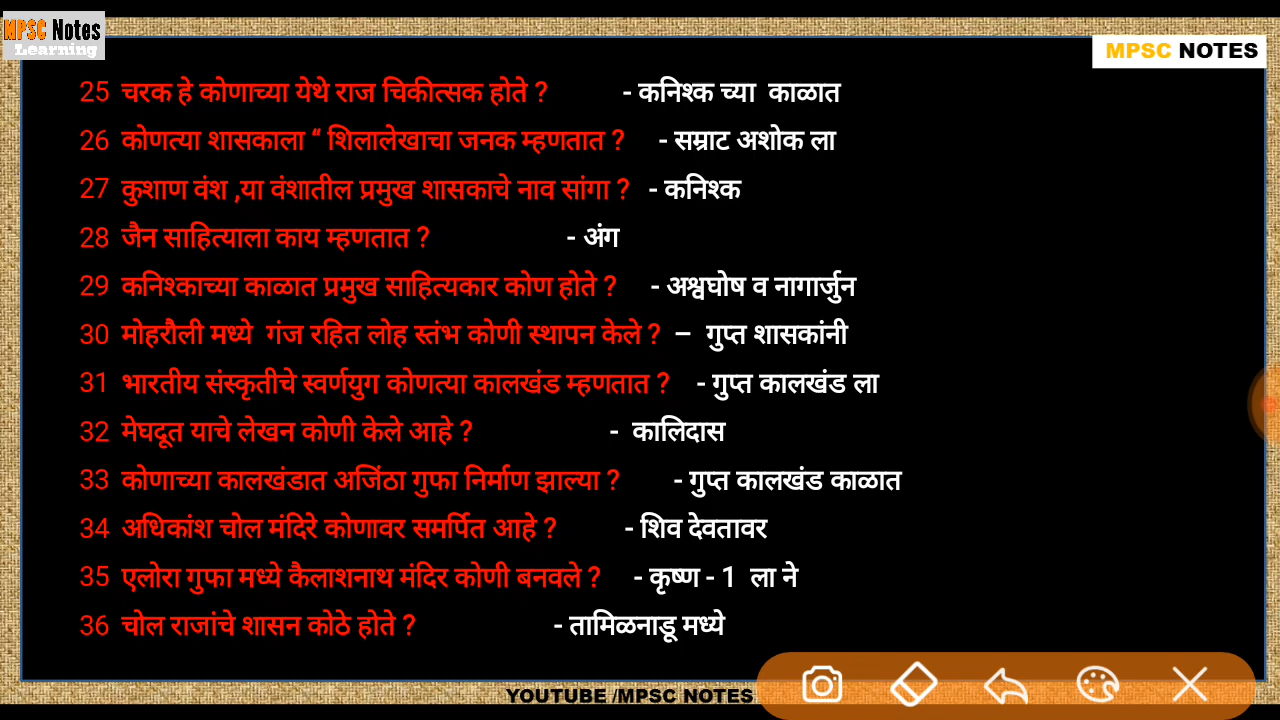 MPSC Notes
Learning
MPSC NOTES
25 चरक हे कोणाच्या येथे राज चिकीत्सक होते ? - कनिश्क च्या काळात
26 कोणत्या शासकाला “ शिलालेखाचा जनक म्हणतात ? - सम्राट अशोक ला
27 कुशाण वंश ,या वंशातील प्रमुख शासकाचे नाव सांगा ? - कनिश्क
28 जैन साहित्याला काय म्हणतात ? - अंग
29 कनिश्काच्या काळात प्रमुख साहित्यकार कोण होते ? - अश्वघोष व नागार्जुन
30 मोहरौली मध्ये गंज रहित लोह स्तंभ कोणी स्थापन केले ? – गुप्त शासकांनी
31 भारतीय संस्कृतीचे स्वर्णयुग कोणत्या कालखंड म्हणतात ? - गुप्त कालखंड ला
32 मेघदूत याचे लेखन कोणी केले आहे ? - कालिदास
33 कोणाच्या कालखंडात अजिंठा गुफा निर्माण झाल्या ? - गुप्त कालखंड काळात
34 अधिकांश चोल मंदिरे कोणावर समर्पित आहे ? - शिव देवतावर
35 एलोरा गुफा मध्ये कैलाशनाथ मंदिर कोणी बनवले ? - कृष्ण - 1 ला ने
36 चोल राजांचे शासन कोठे होते ? - तामिळनाडू मध्ये
YOUTUBE /MPSC NOTES